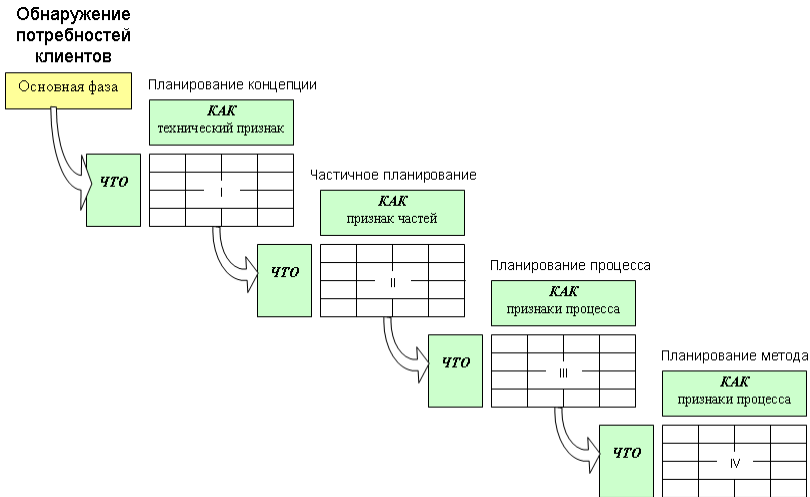 Обнаружение
потребностей
клиентов
Основная фаза
Планирование концепции
КАК
технический признак
ЧТО
I
Частичное планирование
КАК
признак частей
ЧТО
II
Планирование процесса
КАК
признаки процесса
ЧТО
III
Планирование метода
КАК
признаки процесса
ЧТО
IV